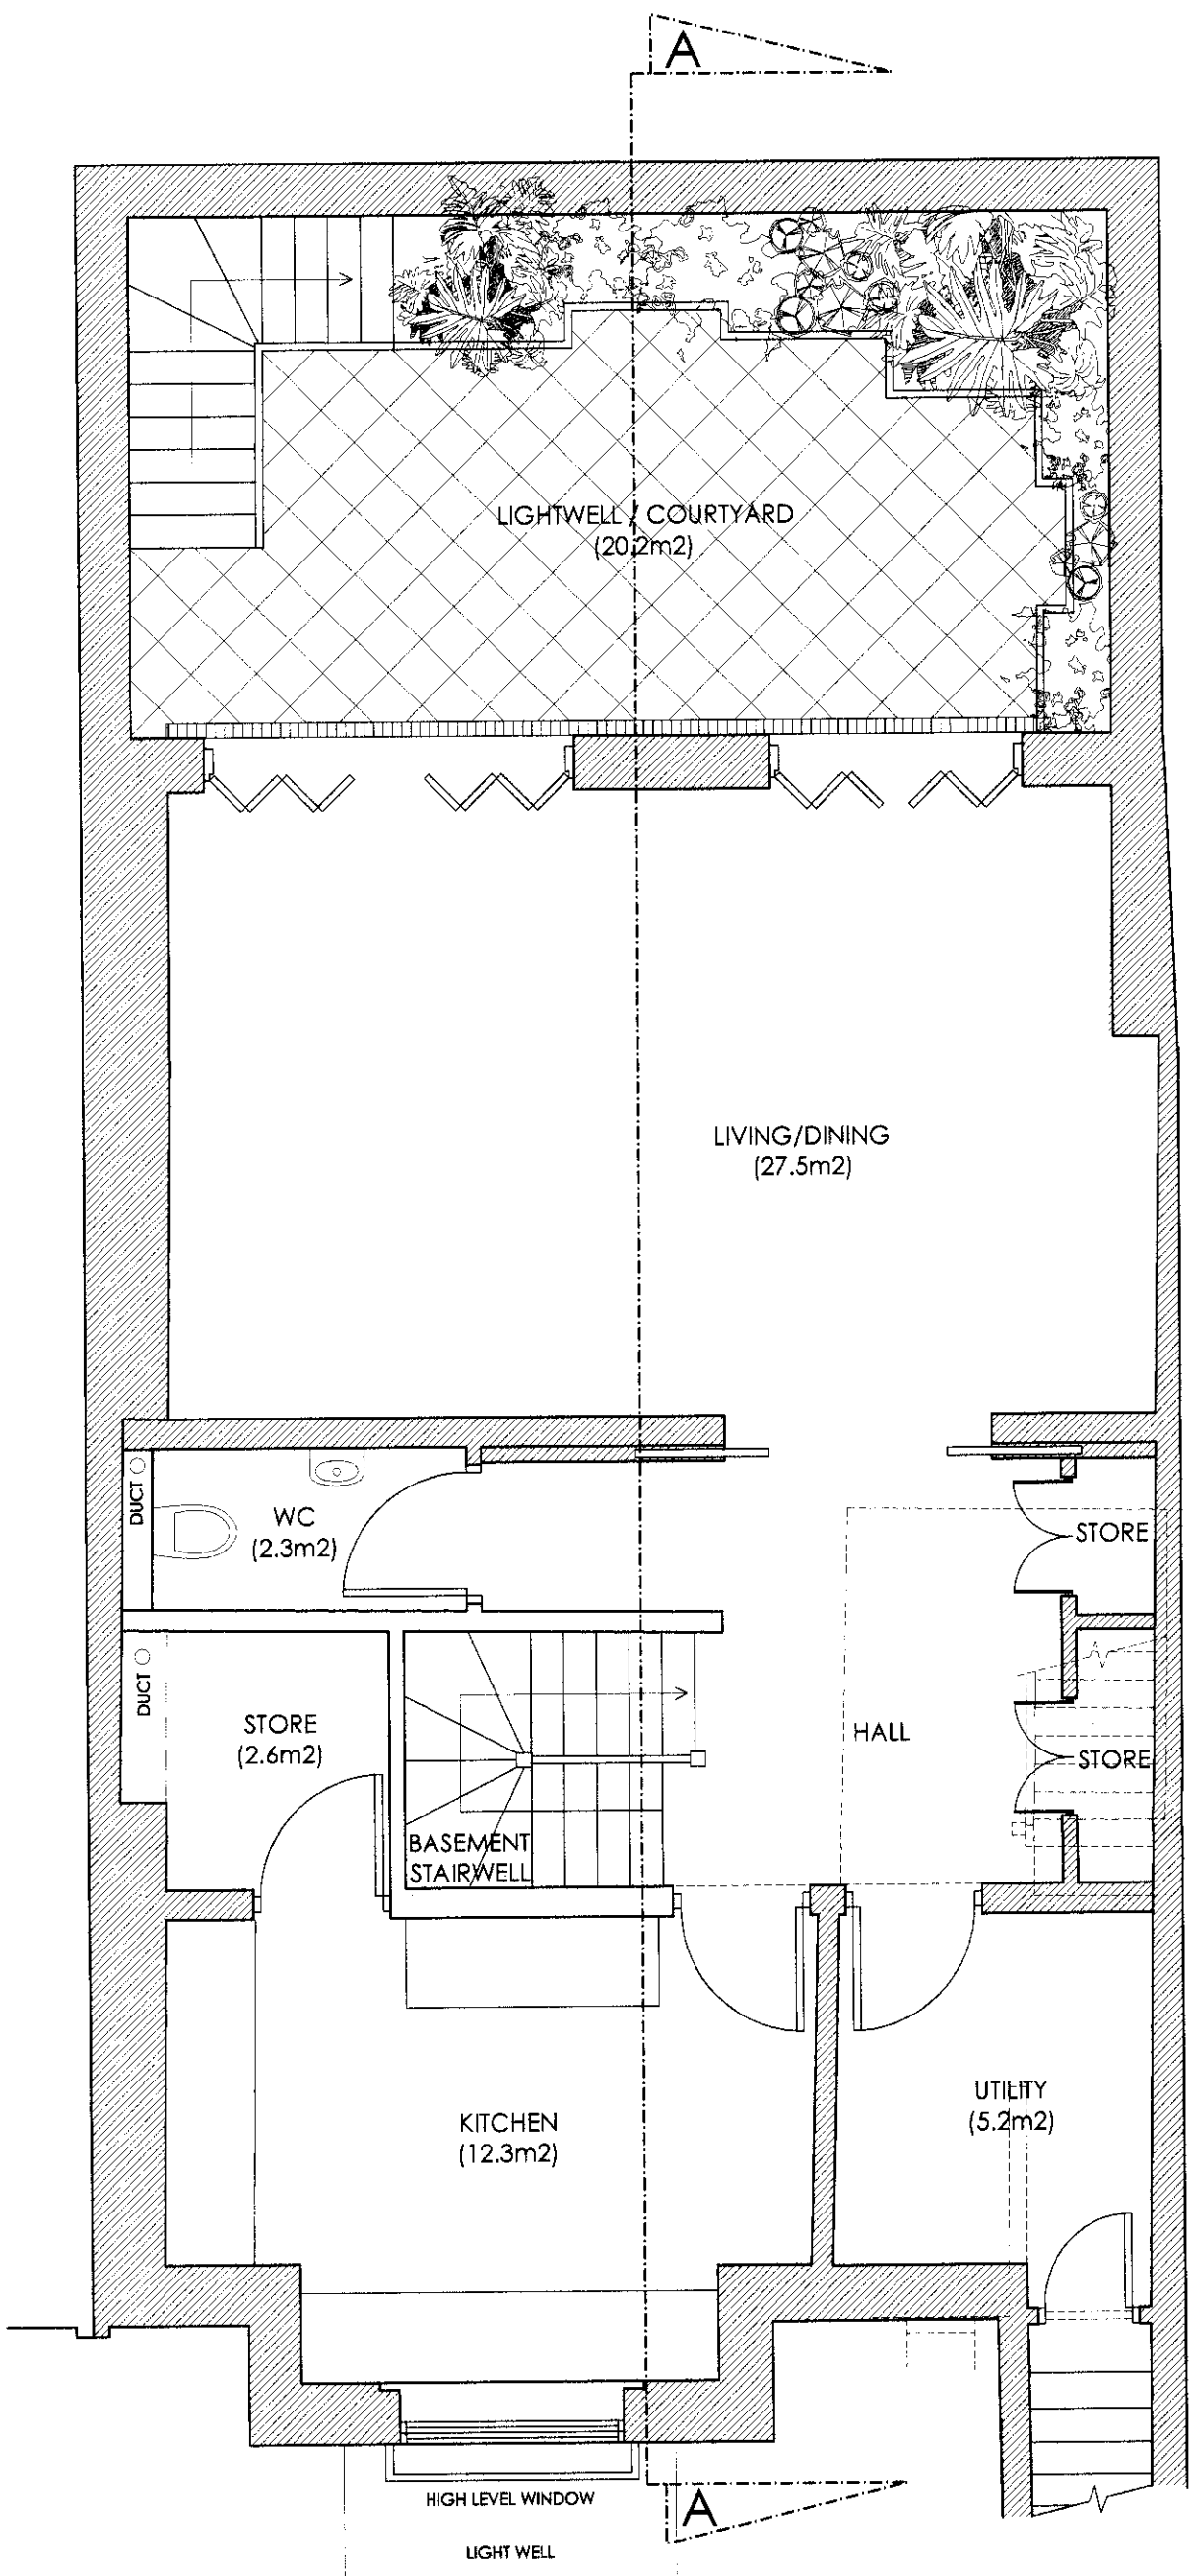 A
LIGHTWELL / COURTYARD
(20.2m2)
LIVING/DINING
(27.5m2)
DUCT
WC
(2.3m2)
STORE
DUCT
STORE
(2.6m2)
HALL
STORE
BASEMENT
STAIRWELL
UTILITY
(5.2m2)
KITCHEN
(12.3m2)
HIGH LEVEL WINDOW
A
LIGHT WELL